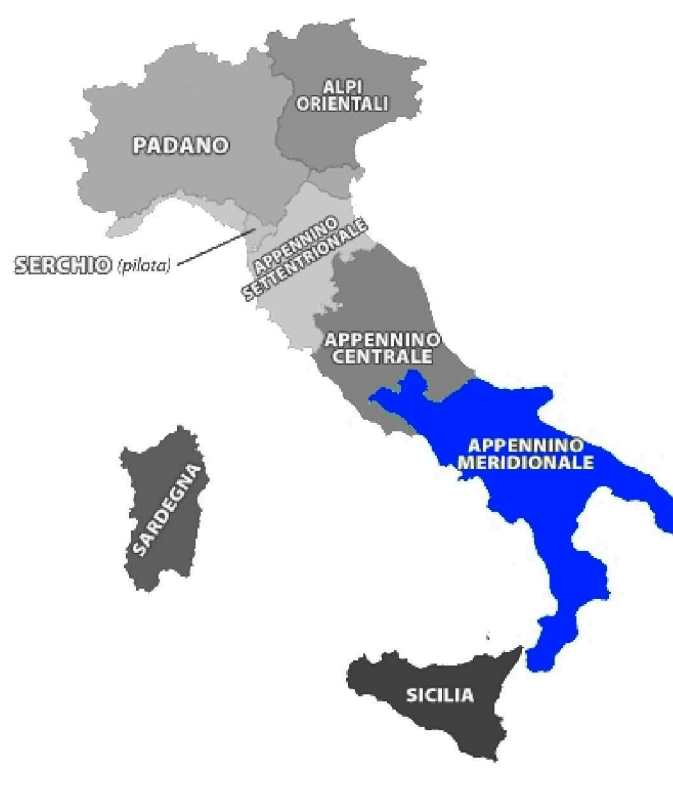 ALPI
ORIENTALI
PADANO
SERCHIO (pilota)
APPENNINO
SETTENTRIONALE
APPENNINO
CENTRALE
APPENNINO
MERIDIONALE
SARDEGNA
SICILIA